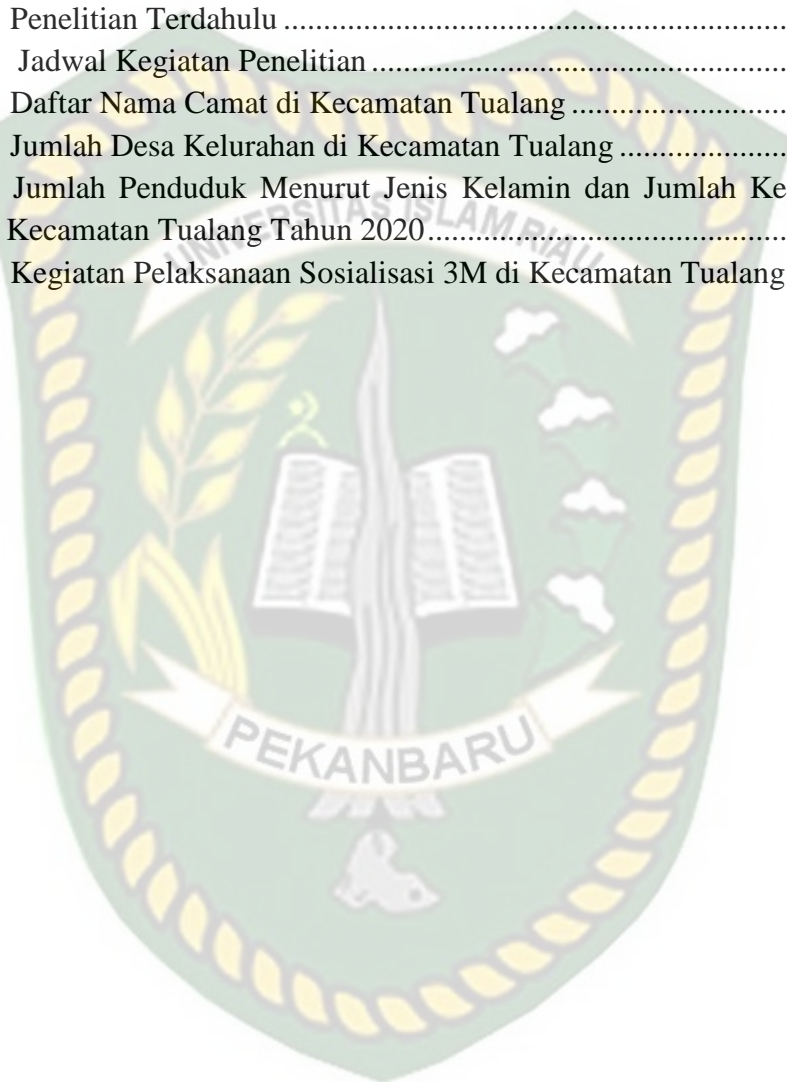 Penelitian Terdahulu ................................................................
Jadwal Kegiatan Penelitian .....................................................
Daftar Nama Camat di Kecamatan Tualang ...........................
Jumlah Desa Kelurahan di Kecamatan Tualang .....................
Jumlah Penduduk Menurut Jenis Kelamin dan Jumlah Ke
Kecamatan Tualang Tahun 2020..............................................
Kegiatan Pelaksanaan Sosialisasi 3M di Kecamatan Tualang
UNIVERSITAS ISLAM RIAU
PEKANBARU